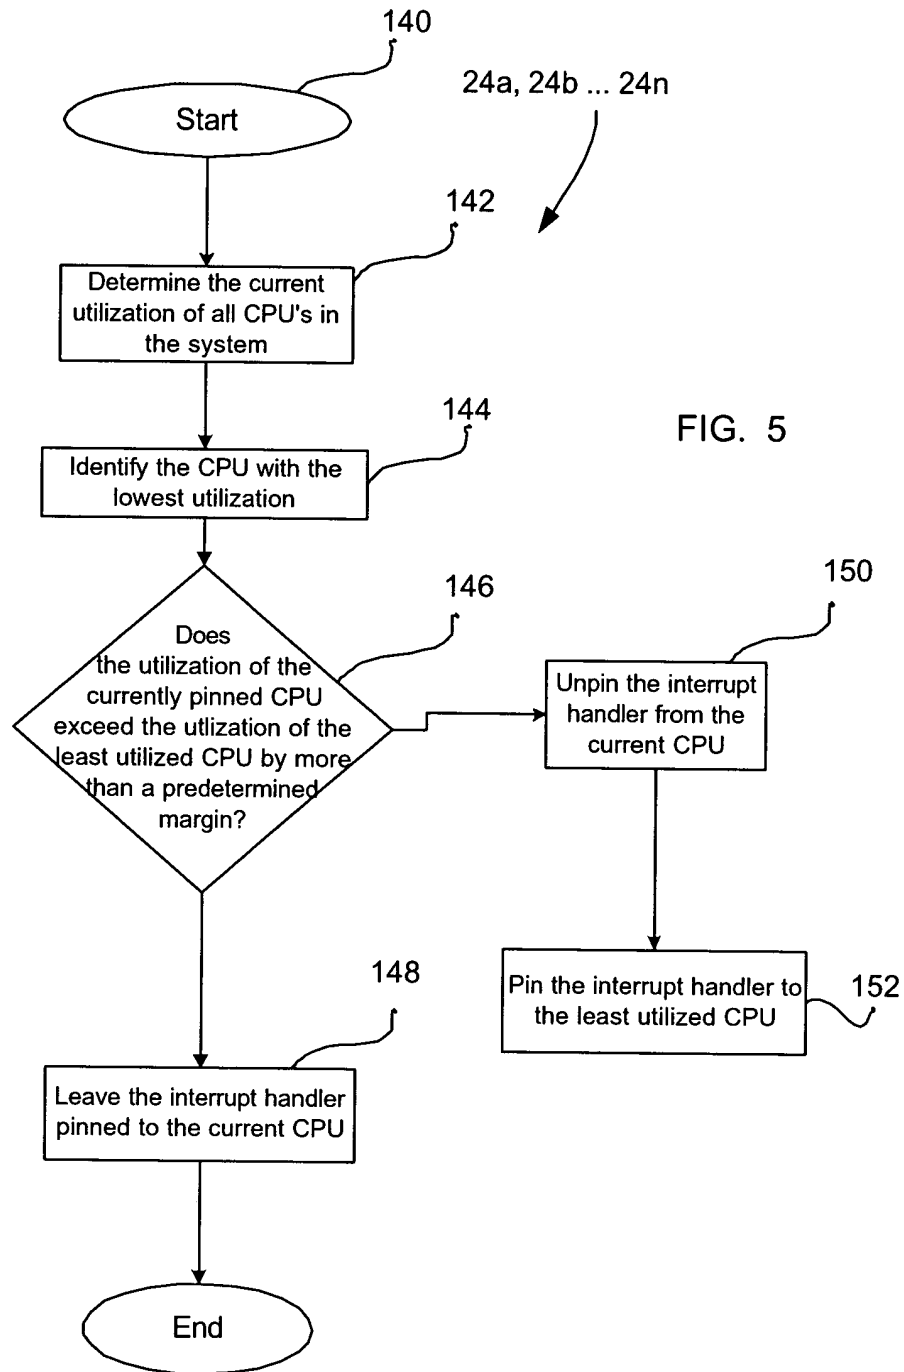 140
24a, 24b ... 24n
Start
142
Determine the current
utilization of all CPU's in
the system
144
FIG. 5
Identify the CPU with the
lowest utilization
146
150
Does
the utilization of the
currently pinned CPU
exceed the utlization of the
least utilized CPU by more
than a predetermined
margin?
Unpin the interrupt
handler from the
current CPU
148
152
Pin the interrupt handler to
the least utilized CPU
Leave the interrupt handler
pinned to the current CPU
End